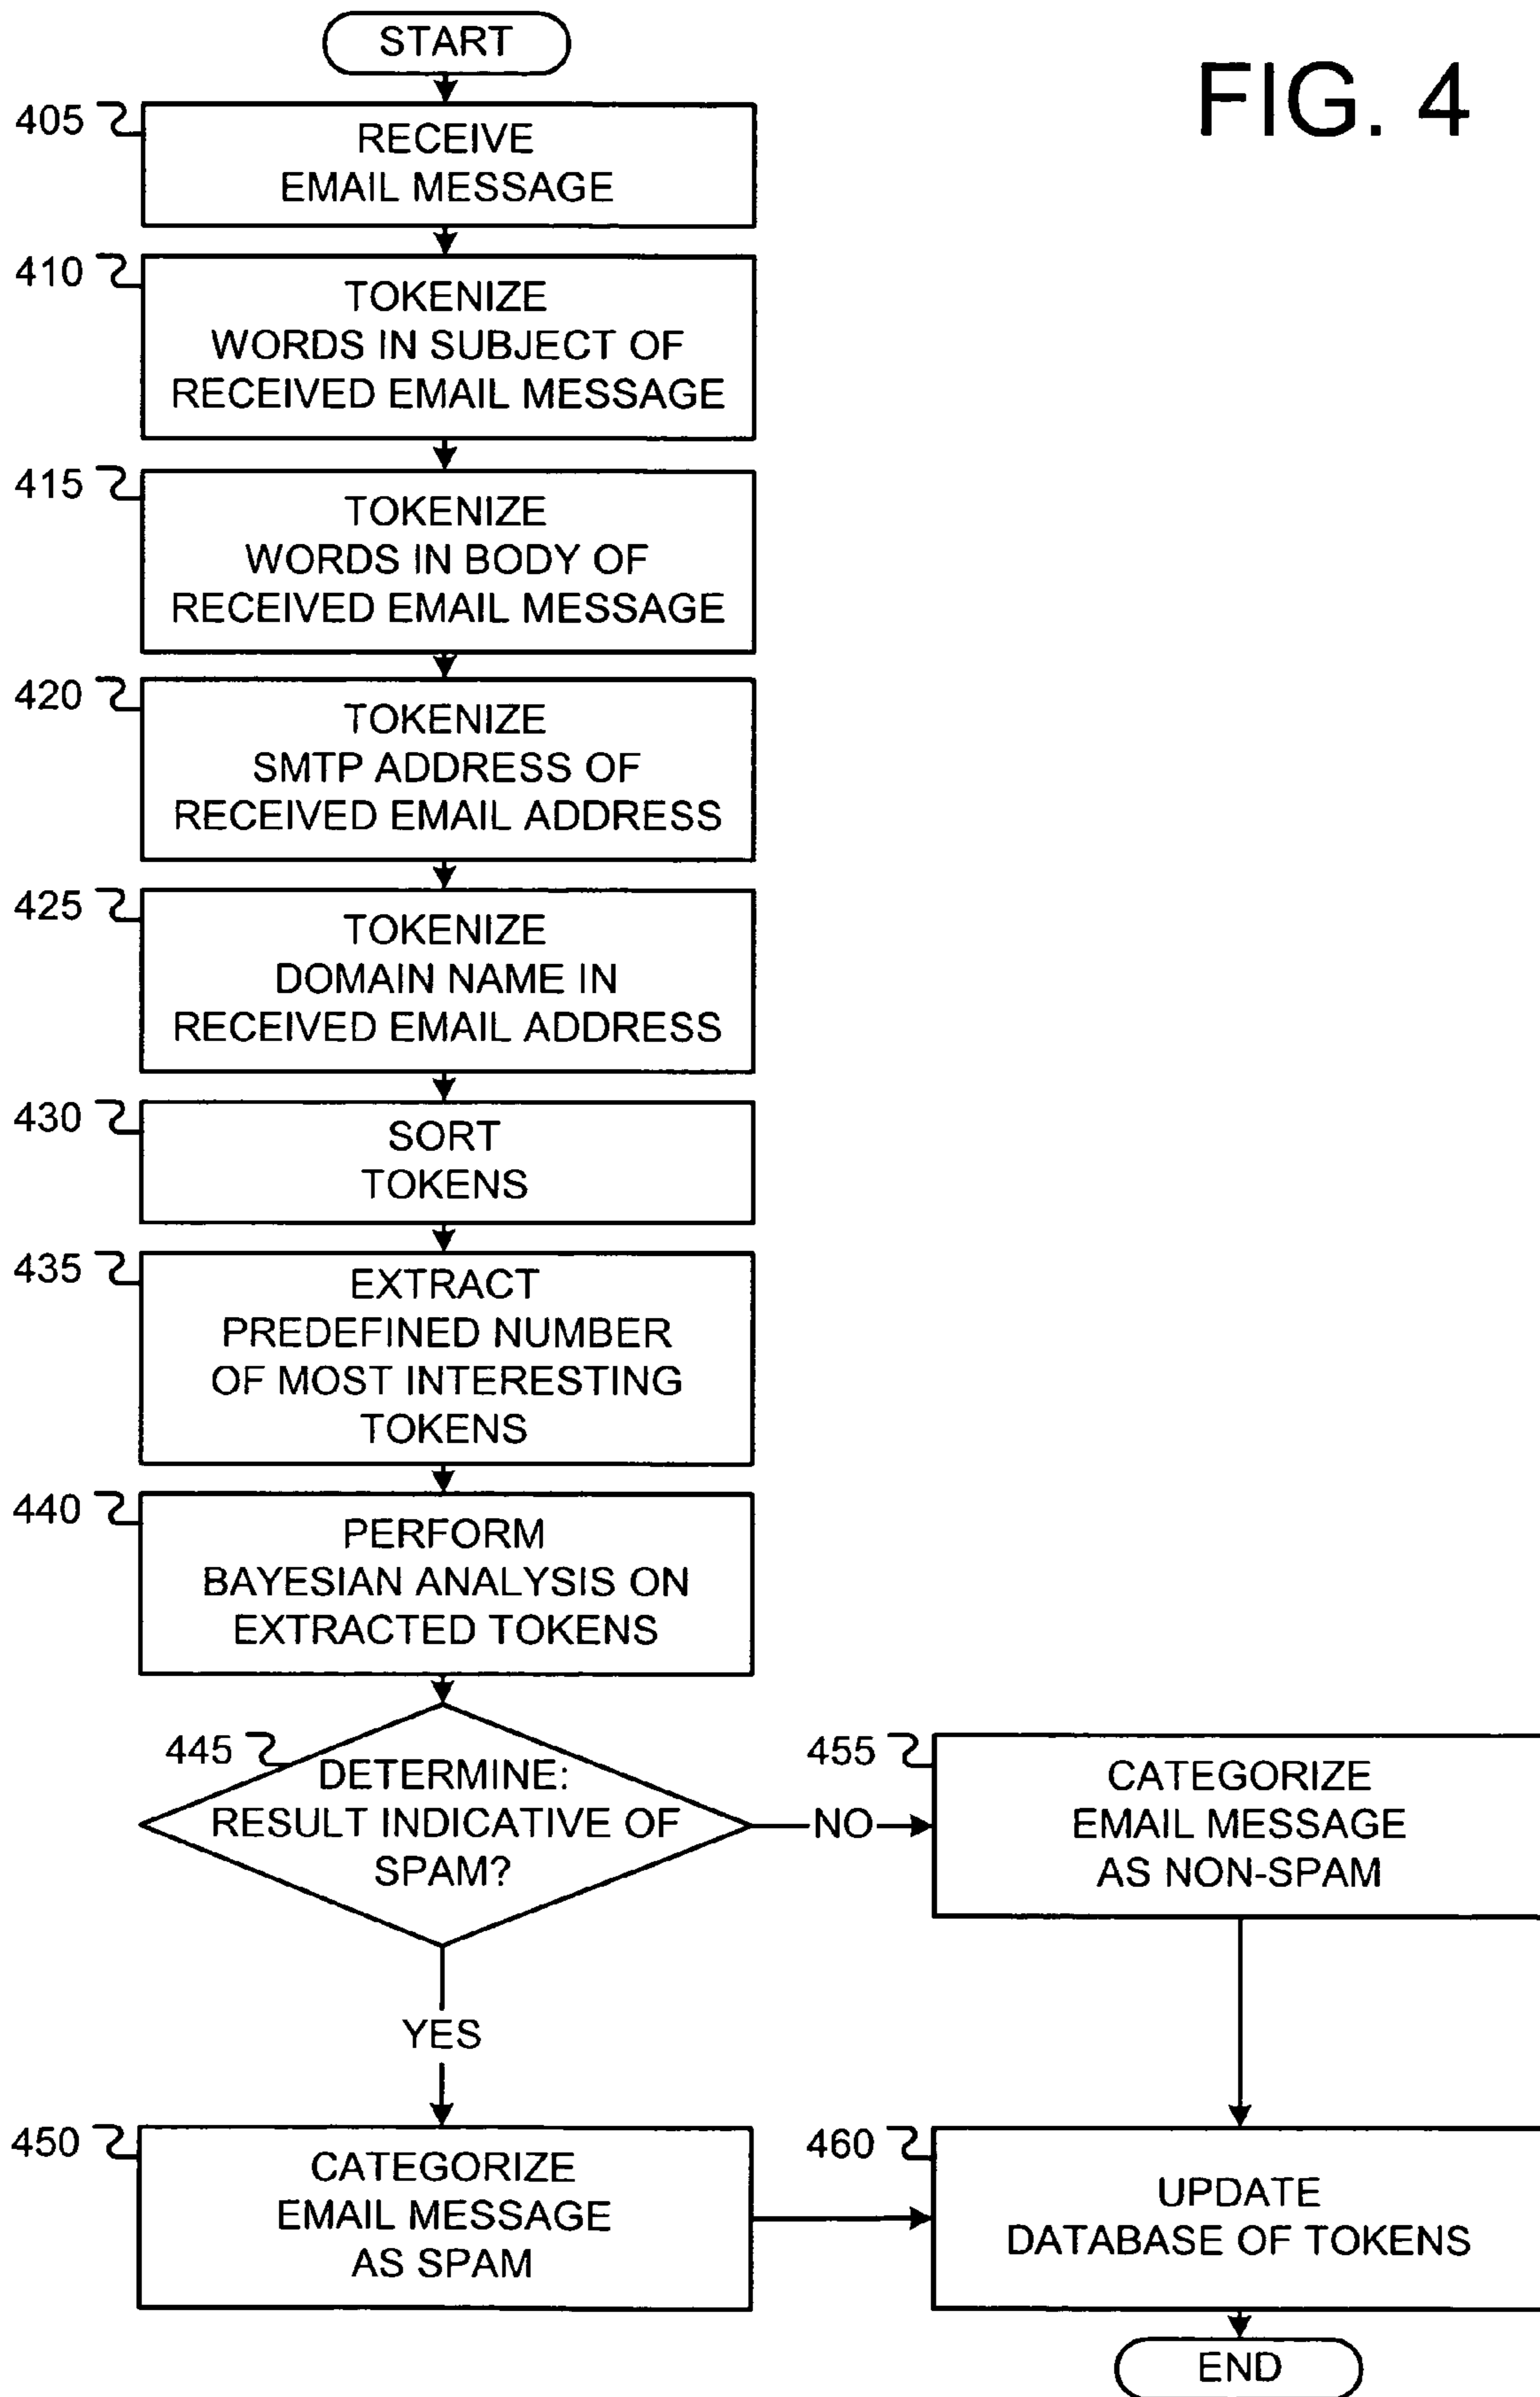 START
FIG. 4
405
RECEIVE
EMAIL MESSAGE
410
TOKENIZE
WORDS IN SUBJECT OF
RECEIVED EMAIL MESSAGE
415
TOKENIZE
WORDS IN BODY OF
RECEIVED EMAIL MESSAGE
420
TOKENIZE
SMTP ADDRESS OF
RECEIVED EMAIL ADDRESS
425
TOKENIZE
DOMAIN NAME IN
RECEIVED EMAIL ADDRESS
430
SORT
TOKENS
435
EXTRACT
PREDEFINED NUMBER
OF MOST INTERESTING
TOKENS
440
PERFORM
BAYESIAN ANALYSIS ON
EXTRACTED TOKENS
445
DETERMINE:
RESULT INDICATIVE OF
SPAM?
NO
455
CATEGORIZE
EMAIL MESSAGE
AS NON-SPAM
YES
450
CATEGORIZE
EMAIL MESSAGE
AS SPAM
460
UPDATE
DATABASE OF TOKENS
END